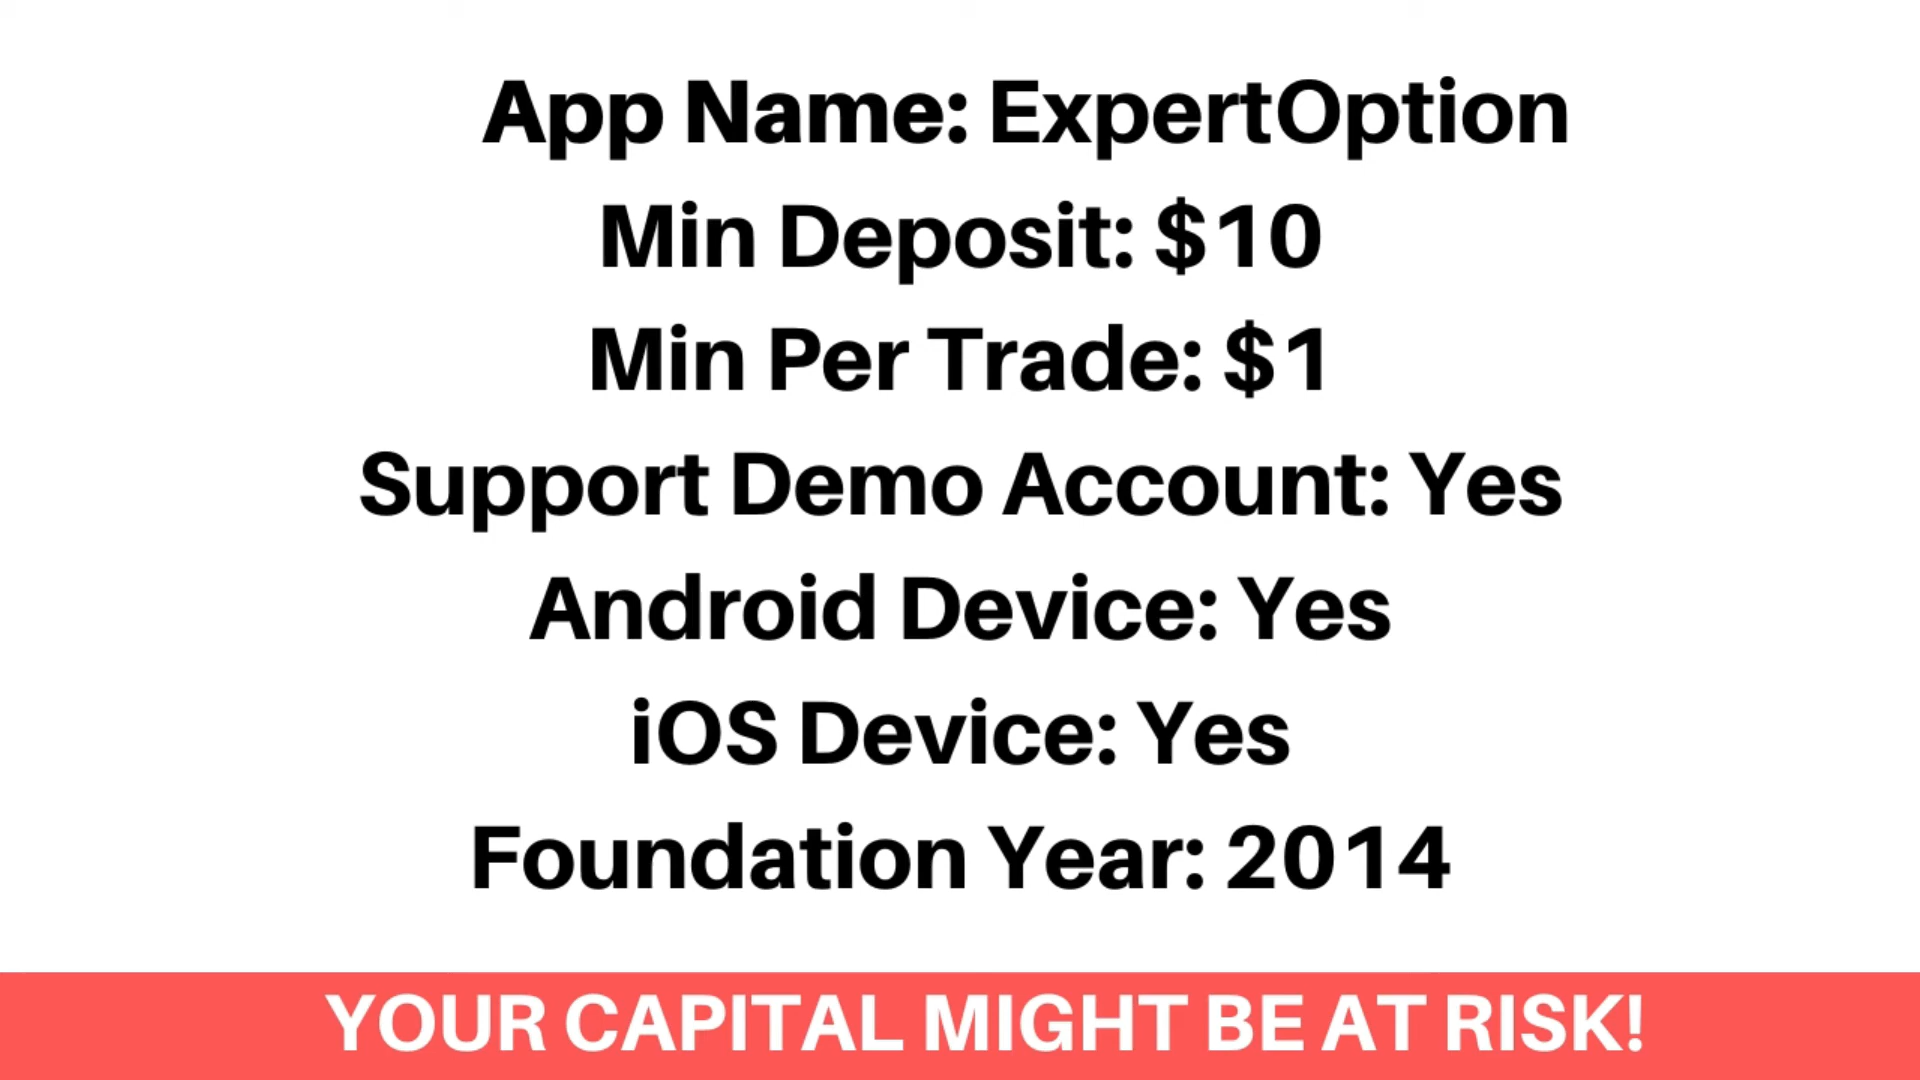 App Name: ExpertOption
Min Deposit: $10
Min Per Trade: $1
Support Demo Account: Yes
Android Device: Yes
iOS Device: Yes
Foundation Year: 2014
YOUR CAPITAL MIGHT BE AT RISK!